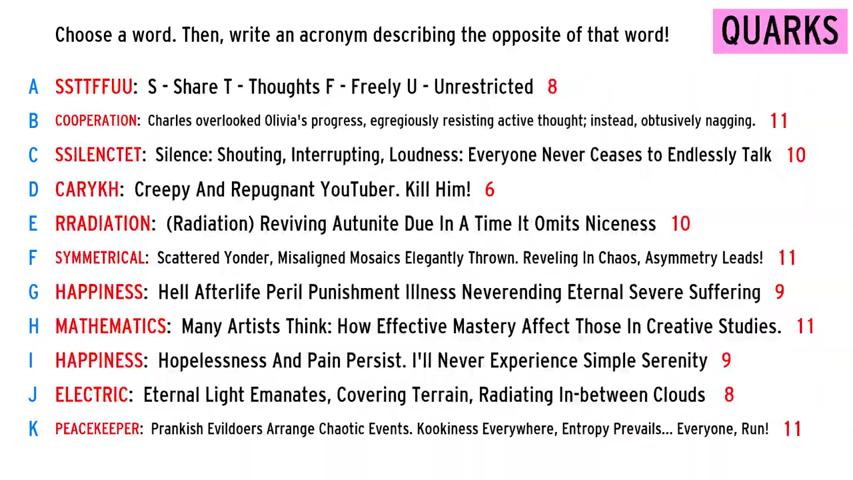 Choose a word. Then, write an acronym describing the opposite of that word!
QUARKS
A SSTTFFUU: S - Share T - Thoughts F - Freely U - Unrestricted 8
B COOPERATION: Charles overlooked Olivia's progress, egregiously resisting active thought; instead, obtusively nagging. 11
C SSILENCTET: Silence: Shouting, Interrupting, Loudness: Everyone Never Ceases to Endlessly Talk 10
D CARYKH: Creepy And Repugnant YouTuber. Kill Him! 6
E RRADIATION: (Radiation) Reviving Autunite Due In A Time It Omits Niceness 10
F SYMMETRICAL: Scattered Yonder, Misaligned Mosaics Elegantly Thrown. Reveling In Chaos, Asymmetry Leads! 11
G HAPPINESS: Hell Afterlife Peril Punishment Illness Neverending Eternal Severe Suffering 9
H MATHEMATICS: Many Artists Think: How Effective Mastery Affect Those In Creative Studies. 11
I HAPPINESS: Hopelessness And Pain Persist. I'll Never Experience Simple Serenity 9
J ELECTRIC: Eternal Light Emanates, Covering Terrain, Radiating In-between Clouds 8
K PEACEKEEPER: Prankish Evildoers Arrange Chaotic Events. Kookiness Everywhere, Entropy Prevails... Everyone, Run! 11